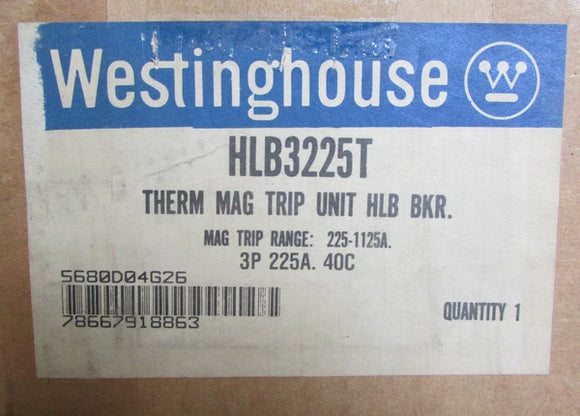 Westinghouse
HLB3225T
THERM MAG TRIP UNIT HLB BKR.
MAG TRIP RANGE: 225-1125A.
3P 225A. 40C
5680D04G26
78667918863
QUANTITY 1